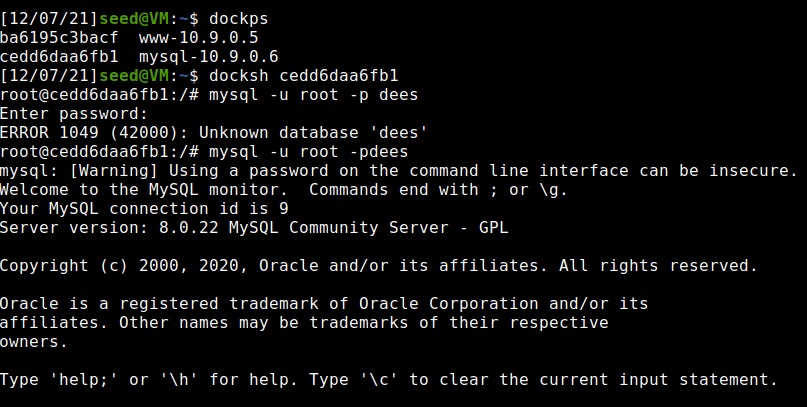 [12/07/21]seed@VM:~$ dockps
ba6195c3bacf  www-10.9.0.5
cedd6daa6fb1  mysql-10.9.0.6
[12/07/21]seed@VM:~$ docksh cedd6daa6fb1
root@cedd6daa6fb1:/# mysql -u root -p dees
Enter password:
ERROR 1049 (42000): Unknown database 'dees'
root@cedd6daa6fb1:/# mysql -u root -pdees
mysql: [Warning] Using a password on the command line interface can be insecure.
Welcome to the MySQL monitor.  Commands end with ; or \g.
Your MySQL connection id is 9
Server version: 8.0.22 MySQL Community Server - GPL

Copyright (c) 2000, 2020, Oracle and/or its affiliates. All rights reserved.

Oracle is a registered trademark of Oracle Corporation and/or its
affiliates. Other names may be trademarks of their respective
owners.

Type 'help;' or '\h' for help. Type '\c' to clear the current input statement.